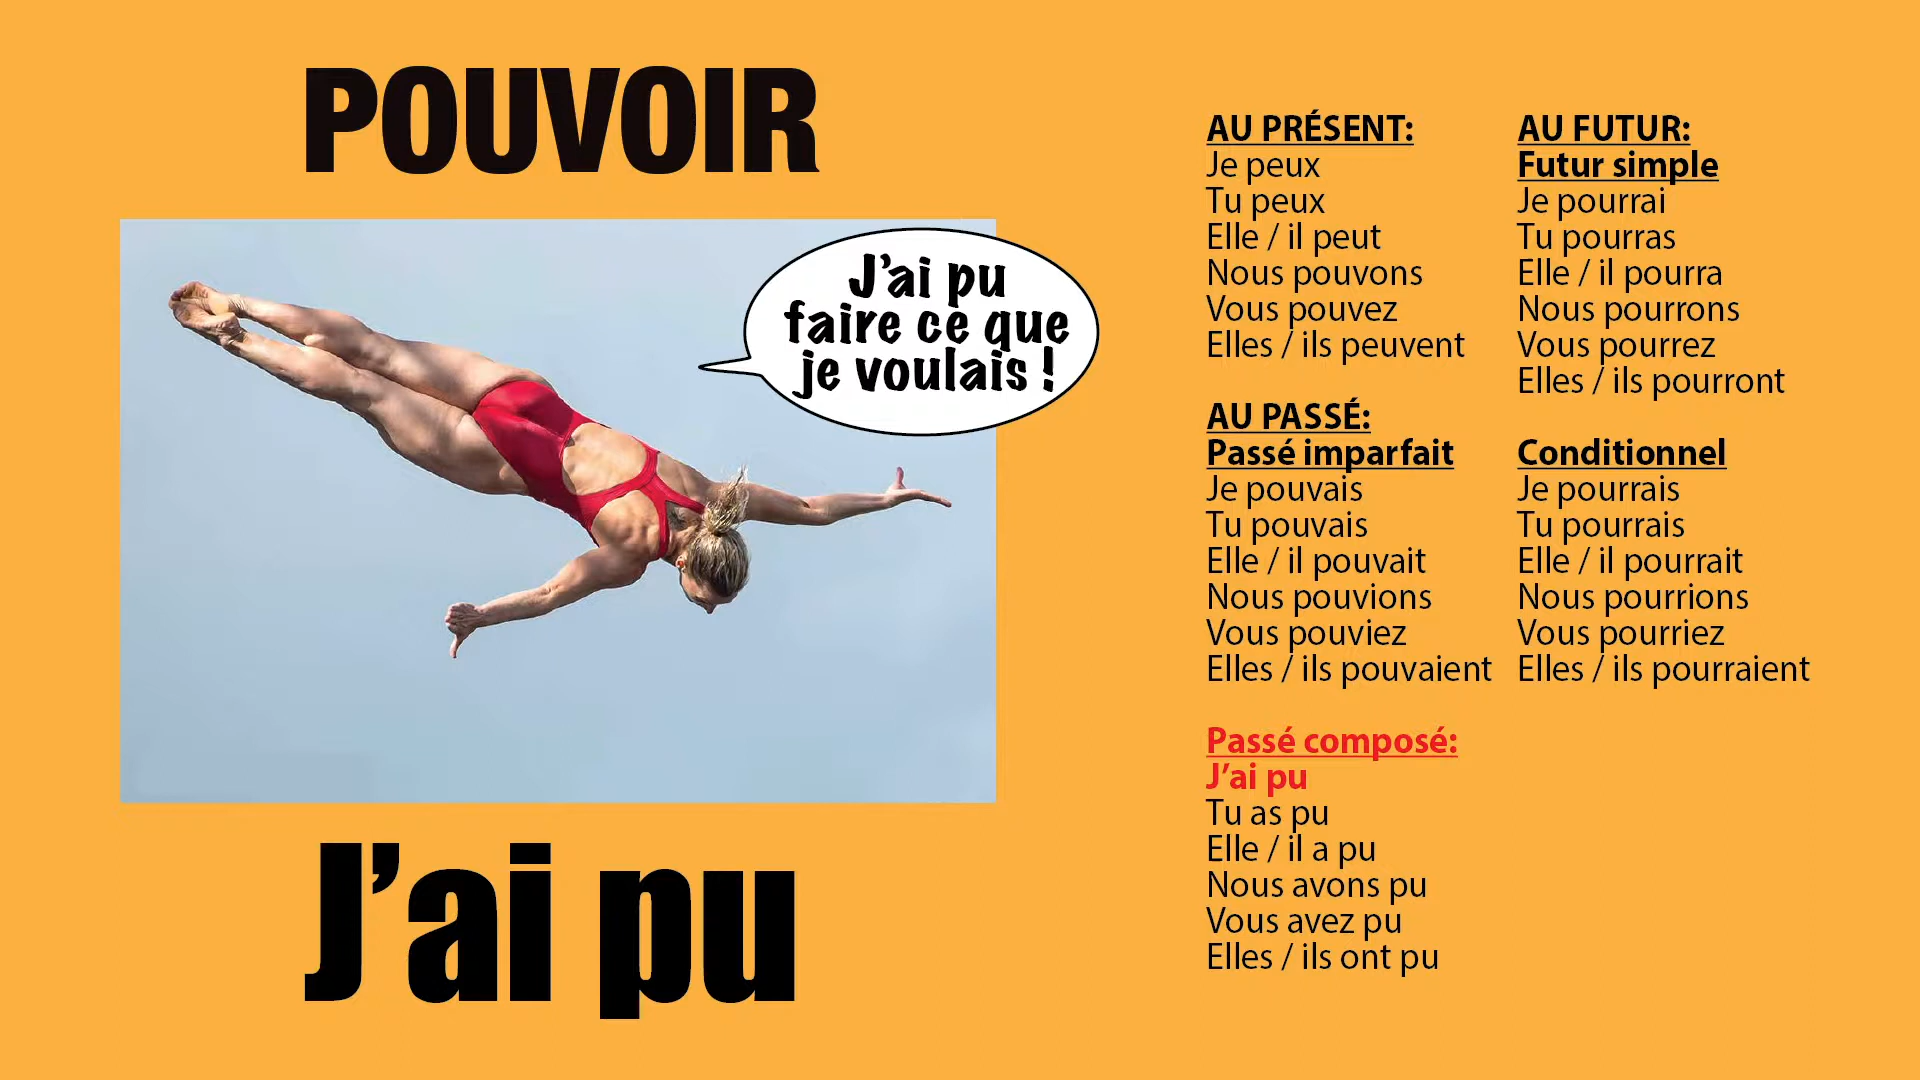 POUVOIR
J'ai pu
faire ce que
je voulais !
J'ai pu
AU PRÉSENT:
Je peux
Tu peux
Elle / il peut
Nous pouvons
Vous pouvez
Elles / ils peuvent
AU PASSÉ:
Passé imparfait
Je pouvais
Tu pouvais
Elle / il pouvait
Nous pouvions
Vous pouviez
Elles / ils pouvaient
Passé composé:
J'ai pu
Tu as pu
Elle / il a pu
Nous avons pu
Vous avez pu
Elles / ils ont pu
AU FUTUR:
Futur simple
Je pourrai
Tu pourras
Elle / il pourra
Nous pourrons
Vous pourrez
Elles / ils pourront
Conditionnel
Je pourrais
Tu pourrais
Elle / il pourrait
Nous pourrions
Vous pourriez
Elles / ils pourraient